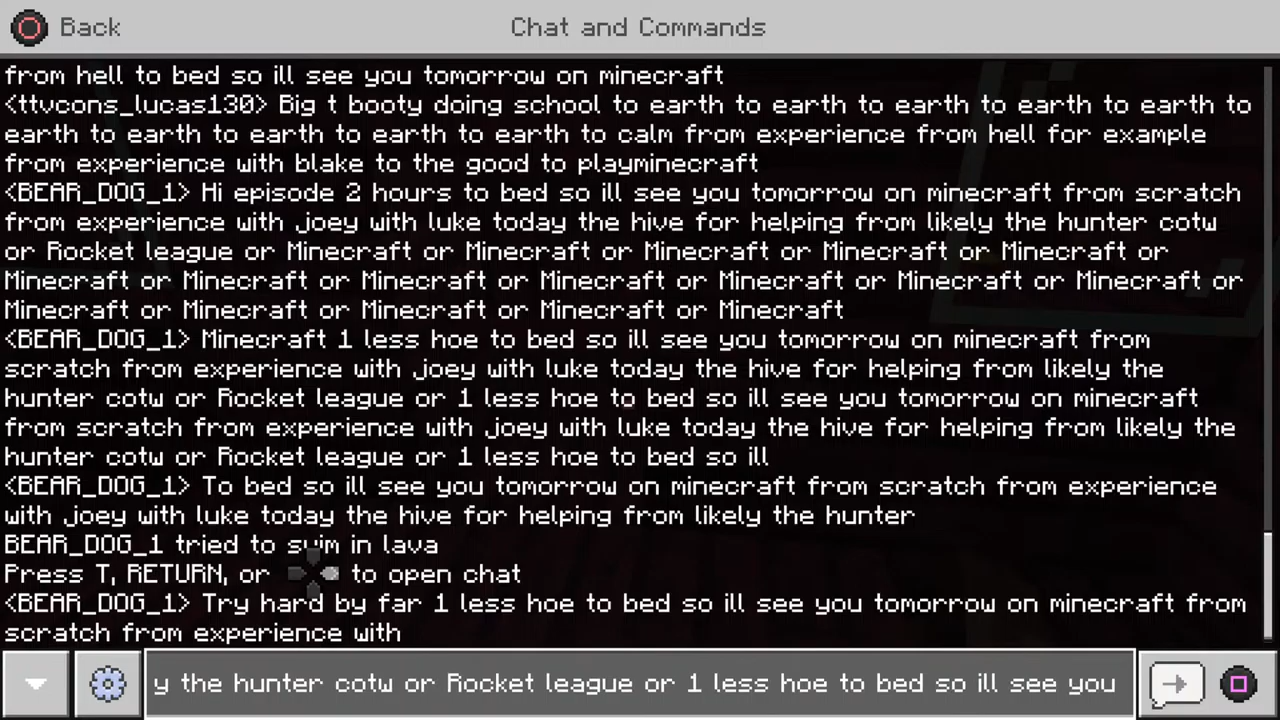 Back
Chat and Commands
from hell to bed so ill see you tomorrow on minecraft
<ttvcons_lucas130> Big t booty doing school to earth to earth to earth to earth to earth to
earth to earth to earth to earth to earth to calm from experience from hell for example
from experience with blake to the good to playminecraft
<BEAR_DOG_1> Hi episode 2 hours to bed so ill see you tomorrow on minecraft from scratch
from experience with joey with luke today the hive for helping from likely the hunter cotw
or Rocket league or Minecraft or Minecraft or Minecraft or Minecraft or Minecraft or
Minecraft or Minecraft or Minecraft or Minecraft or Minecraft or Minecraft or Minecraft or
Minecraft or Minecraft or Minecraft or Minecraft or Minecraft
<BEAR_DOG_1> Minecraft 1 less hoe to bed so ill see you tomorrow on minecraft from
scratch from experience with joey with luke today the hive for helping from likely the
hunter cotw or Rocket league or 1 less hoe to bed so ill see you tomorrow on minecraft
from scratch from experience with joey with luke today the hive for helping from likely the
hunter cotw or Rocket league or 1 less hoe to bed so ill
<BEAR_DOG_1> To bed so ill see you tomorrow on minecraft from scratch from experience
with joey with luke today the hive for helping from likely the hunter
BEAR_DOG_1 tried to swim in lava
Press T, RETURN, or to open chat
<BEAR_DOG_1> Try hard by far 1 less hoe to bed so ill see you tomorrow on minecraft from
scratch from experience with
y the hunter cotw or Rocket league or 1 less hoe to bed so ill see you